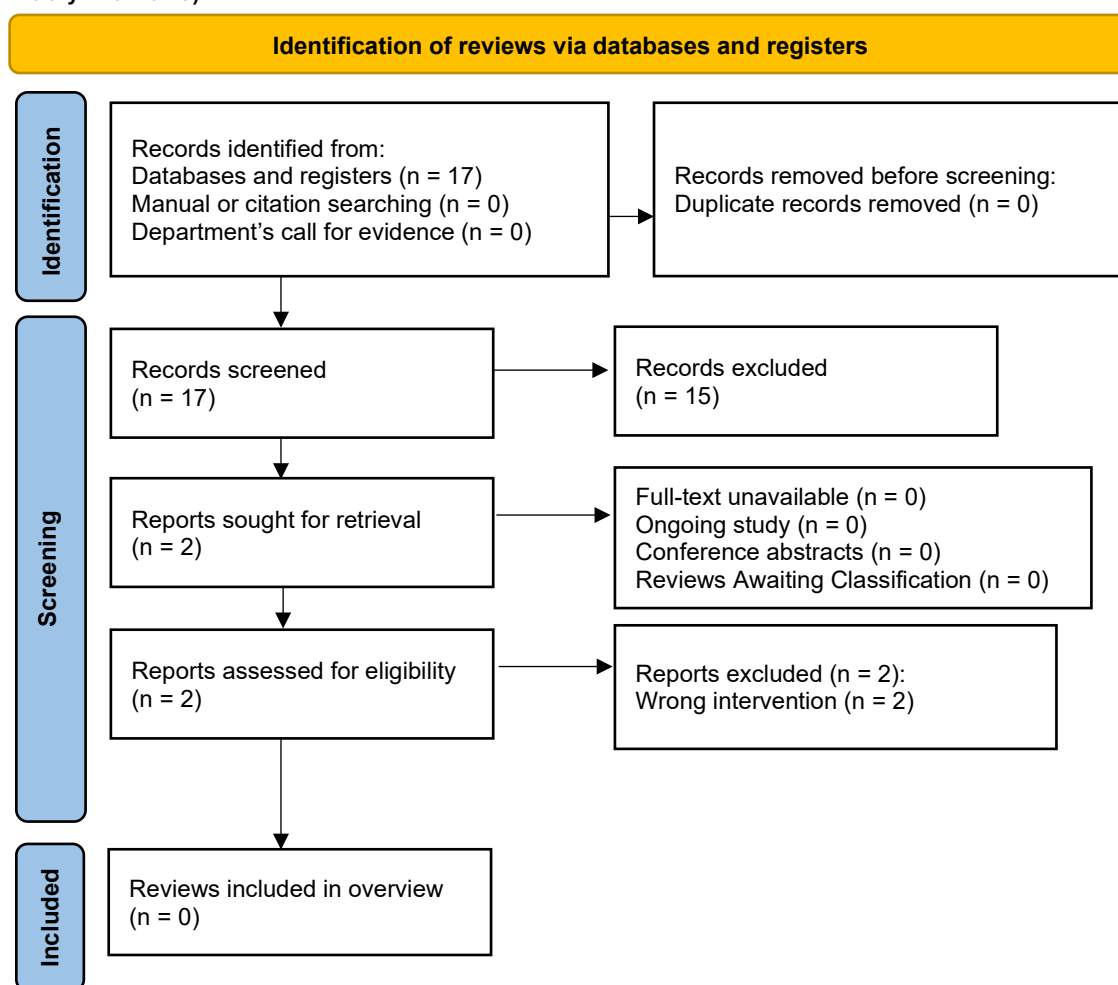 Identification of reviews via databases and registers
Identification
Records identified from:
Databases and registers (n = 17)
Manual or citation searching (n = 0)
Department’s call for evidence (n = 0)
Records removed before screening:
Duplicate records removed (n = 0)
Screening
Records screened
(n = 17)
Records excluded
(n = 15)
Reports sought for retrieval
(n = 2)
Full-text unavailable (n = 0)
Ongoing study (n = 0)
Conference abstracts (n = 0)
Reviews Awaiting Classification (n = 0)
Reports assessed for eligibility
(n = 2)
Reports excluded (n = 2):
Wrong intervention (n = 2)
Included
Reviews included in overview
(n = 0)